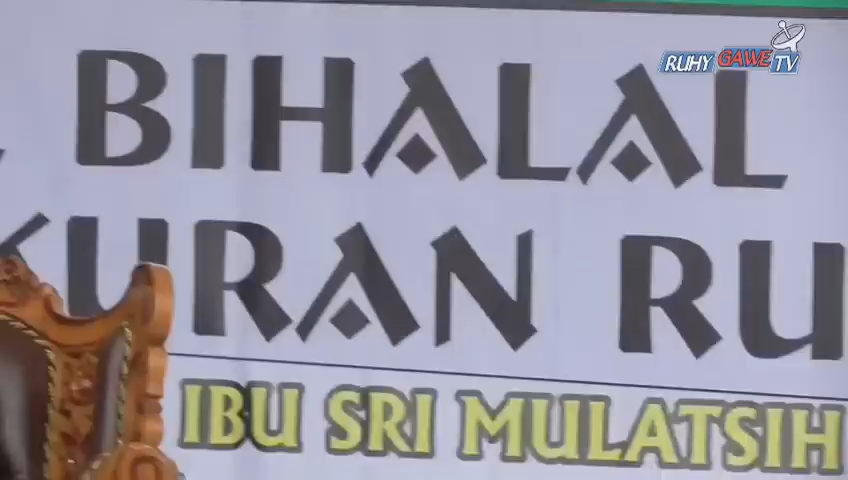 RUHY GAWE TV
BIHALAL
KURAN RU
IBU SRI MULATSIH